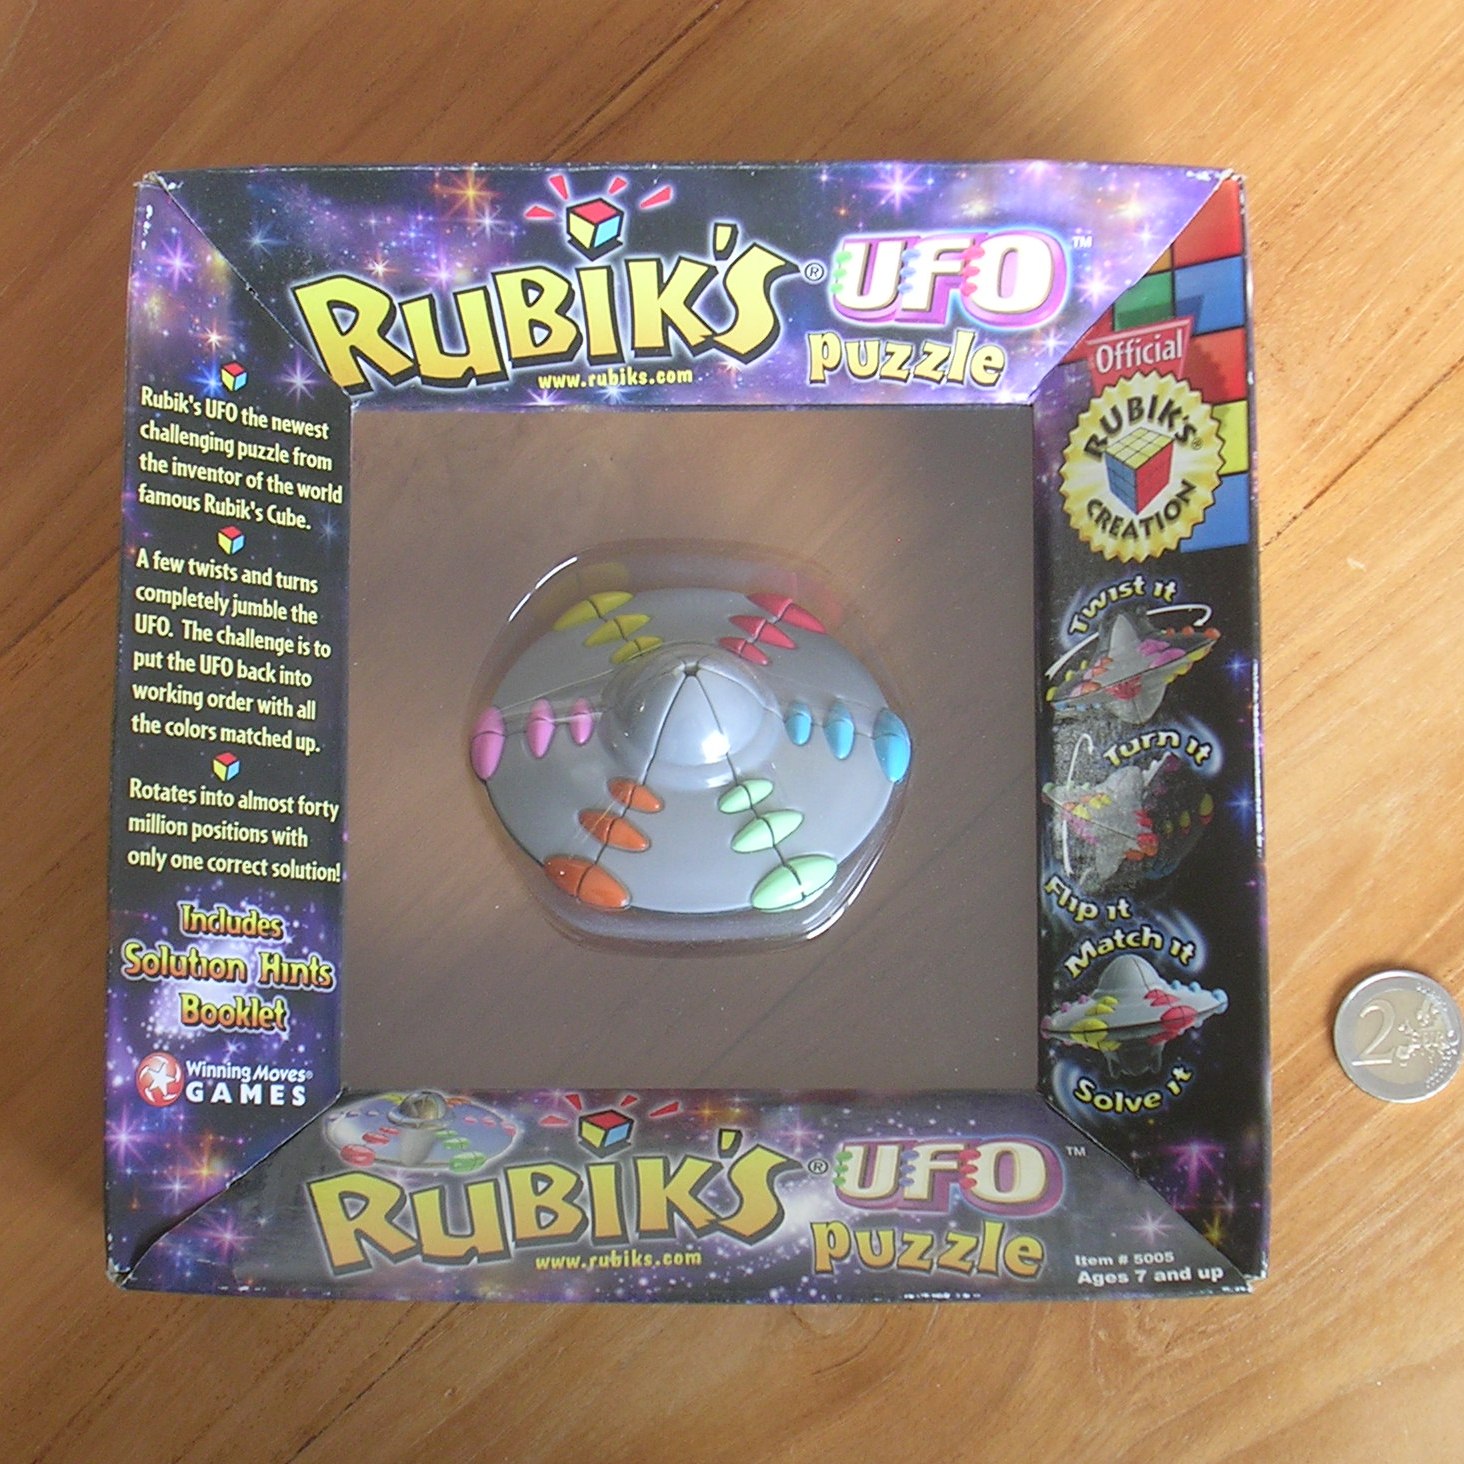 RUBIK'S® UFO™
puzzle
www.rubiks.com
Rubik's UFO the newest
challenging puzzle from
the inventor of the world
famous Rubik's Cube.
A few twists and turns
completely jumble the
UFO. The challenge is to
put the UFO back into
working order with all
the colors matched up.
Rotates into almost forty
million positions with
only one correct solution!
Includes
Solution Hints
Booklet
Winning Moves®
GAMES
Official
RUBIK'S®
CREATION
Twist it
Turn it
Flip it
Match it
Solve it
2
RUBIK'S® UFO™
puzzle
www.rubiks.com
Item # 5005
Ages 7 and up